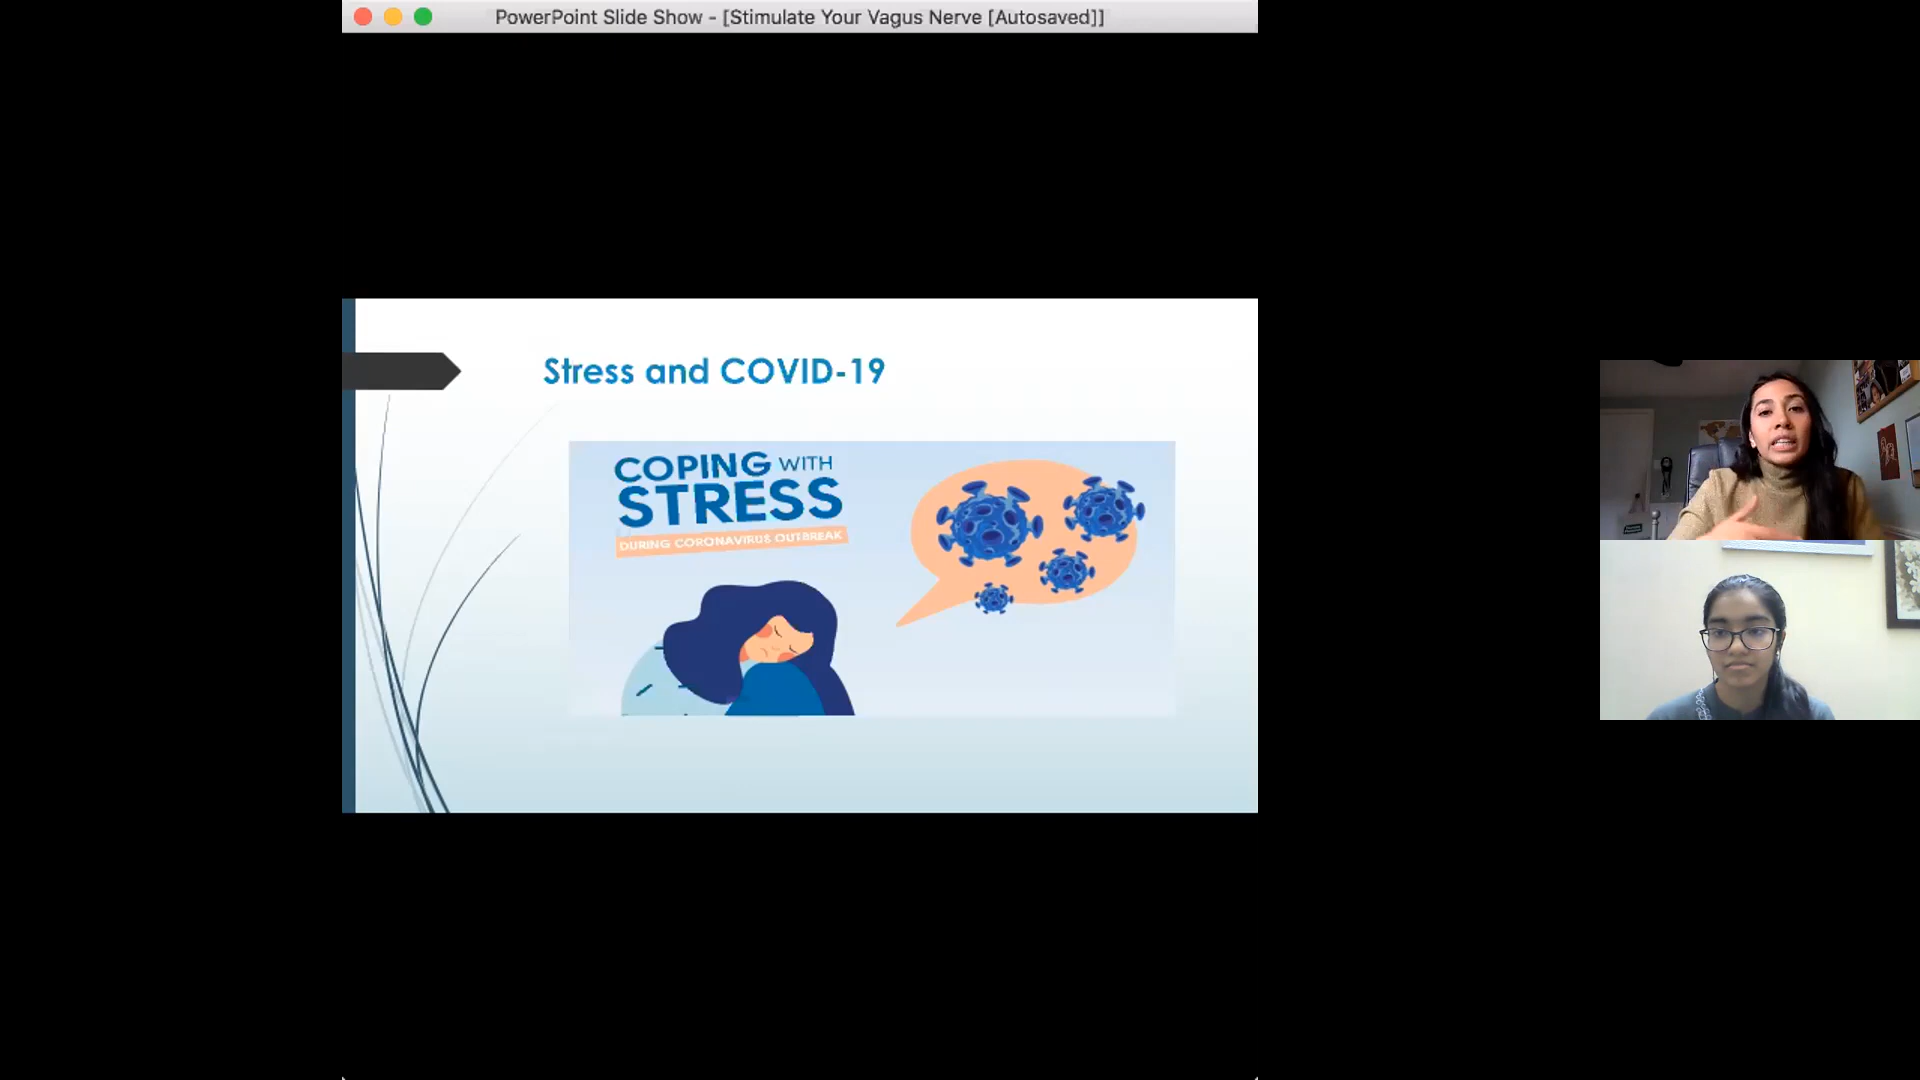 PowerPoint Slide Show - [Stimulate Your Vagus Nerve [Autosaved]]
Stress and COVID-19
COPING WITH
STRESS
DURING CORONAVIRUS OUTBREAK